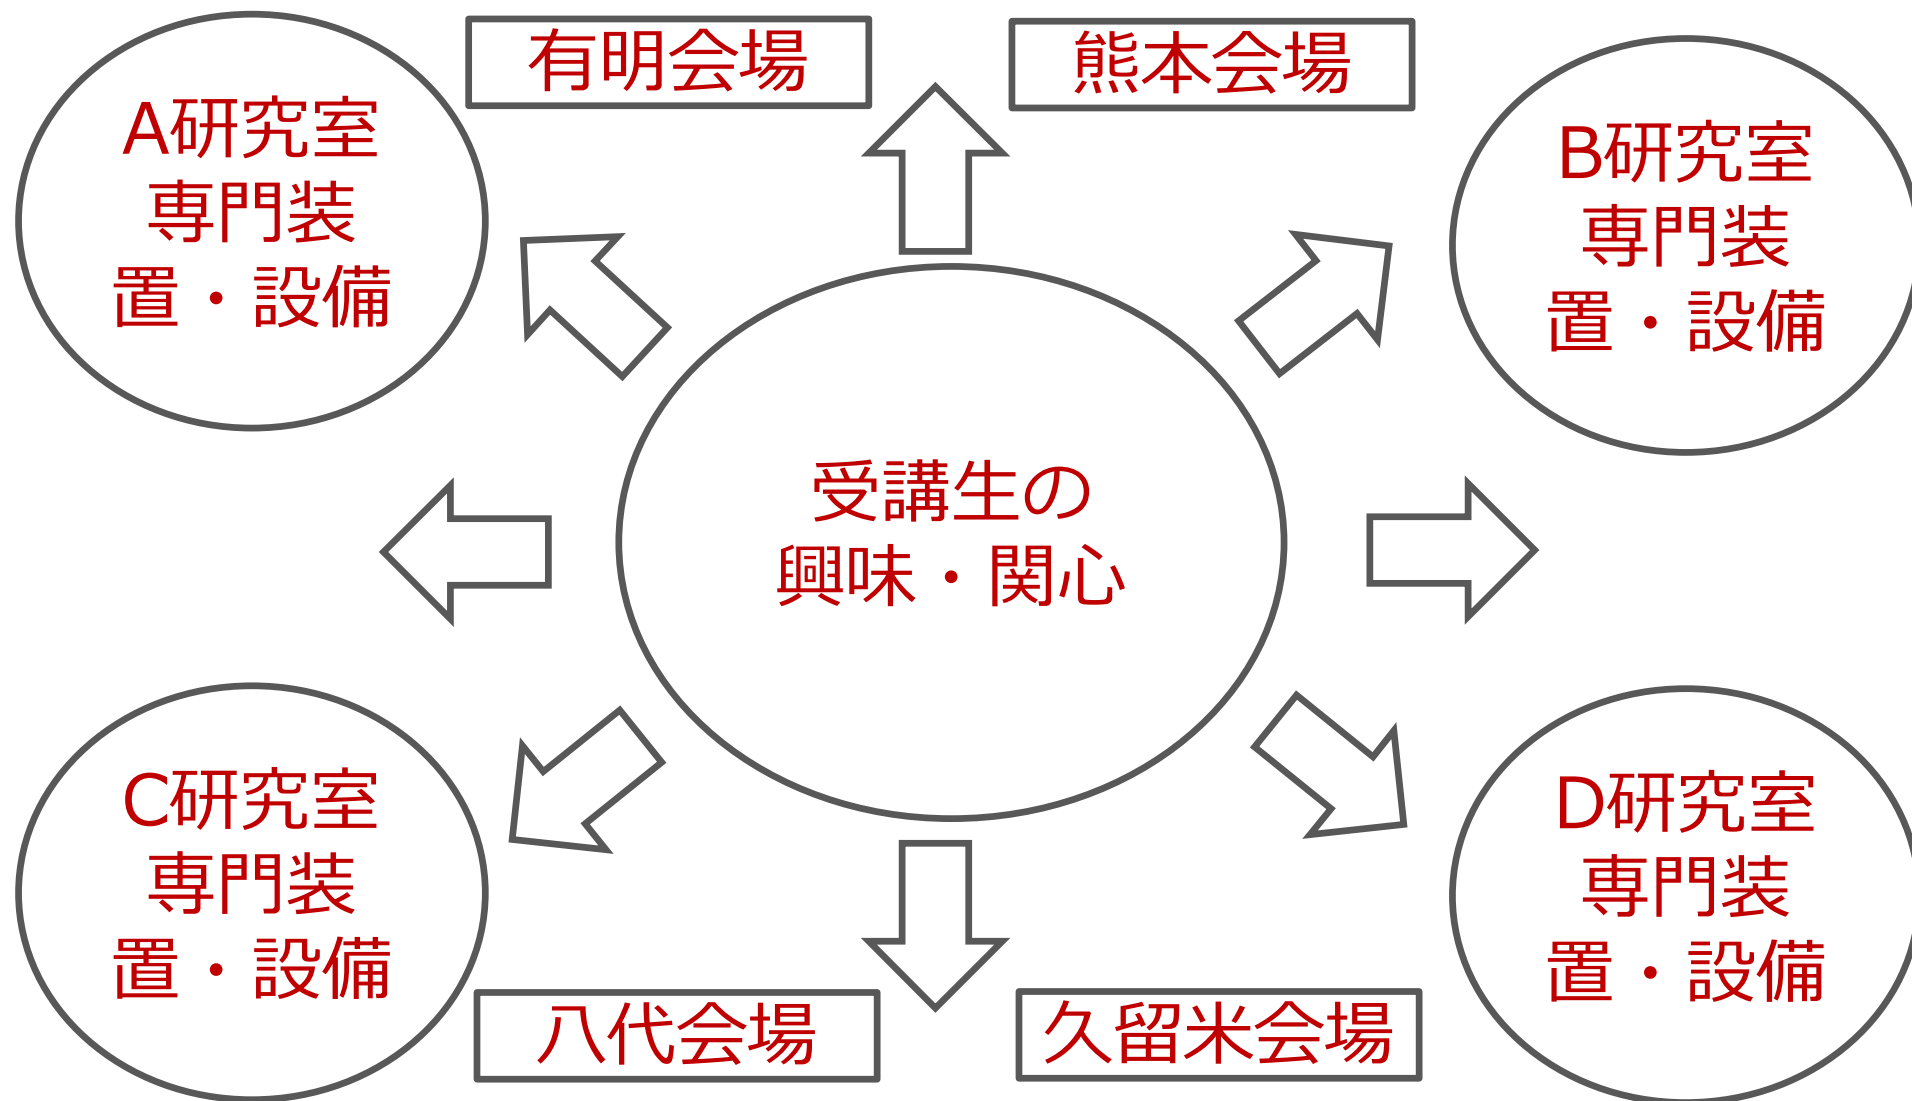 有明会場
熊本会場
A研究室
専門装
置・設備
B研究室
専門装
置・設備
受講生の
興味・関心
C研究室
専門装
置・設備
D研究室
専門装
置・設備
八代会場
久留米会場